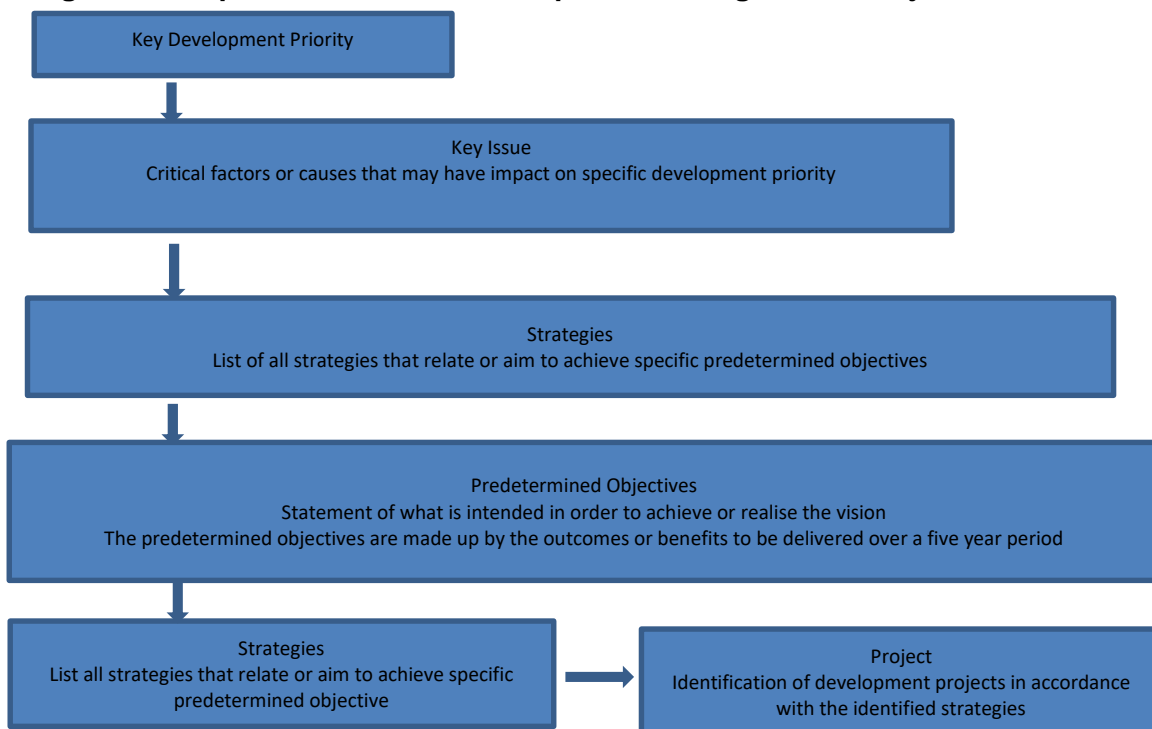 Key Development Priority
Key Issue
Critical factors or causes that may have impact on specific development priority
Strategies
List of all strategies that relate or aim to achieve specific predetermined objectives
Predetermined Objectives
Statement of what is intended in order to achieve or realise the vision
The predetermined objectives are made up by the outcomes or benefits to be delivered over a five year period
Strategies
List all strategies that relate or aim to achieve specific
predetermined objective
Project
Identification of development projects in accordance
with the identified strategies